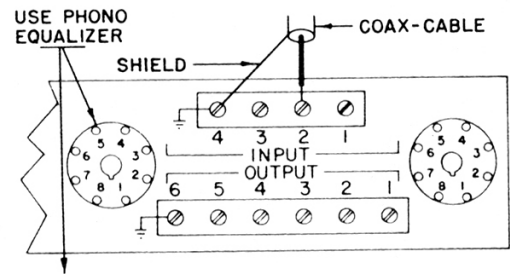 USE PHONO
EQUALIZER
COAX-CABLE
SHIELD
4 3 2 1
INPUT
OUTPUT
6 5 4 3 2 1
5 4
6 3
7 2
8 1
5 4
6 3
7 2
8 1